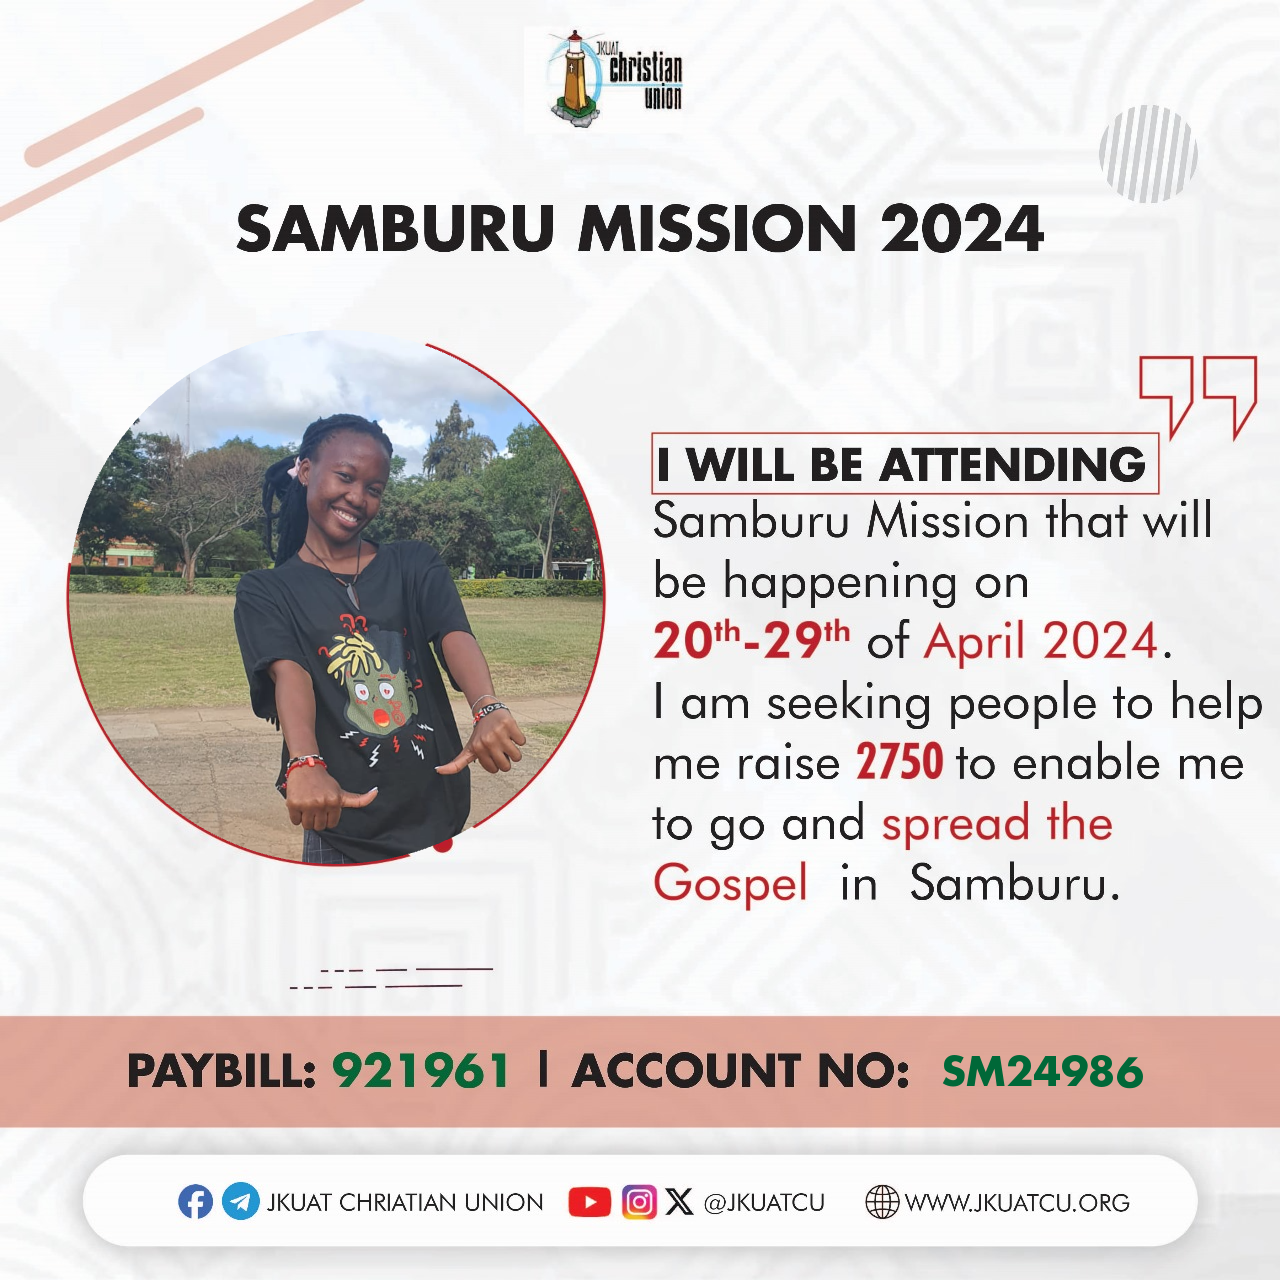 JKUAT
christian
union
SAMBURU MISSION 2024
I WILL BE ATTENDING
Samburu Mission that will
be happening on
20th-29th of April 2024.
I am seeking people to help
me raise 2750 to enable me
to go and spread the
Gospel in Samburu.
PAYBILL: 921961 | ACCOUNT NO: SM24986
JKUAT CHRIATIAN UNION @JKUATCU WWW.JKUATCU.ORG